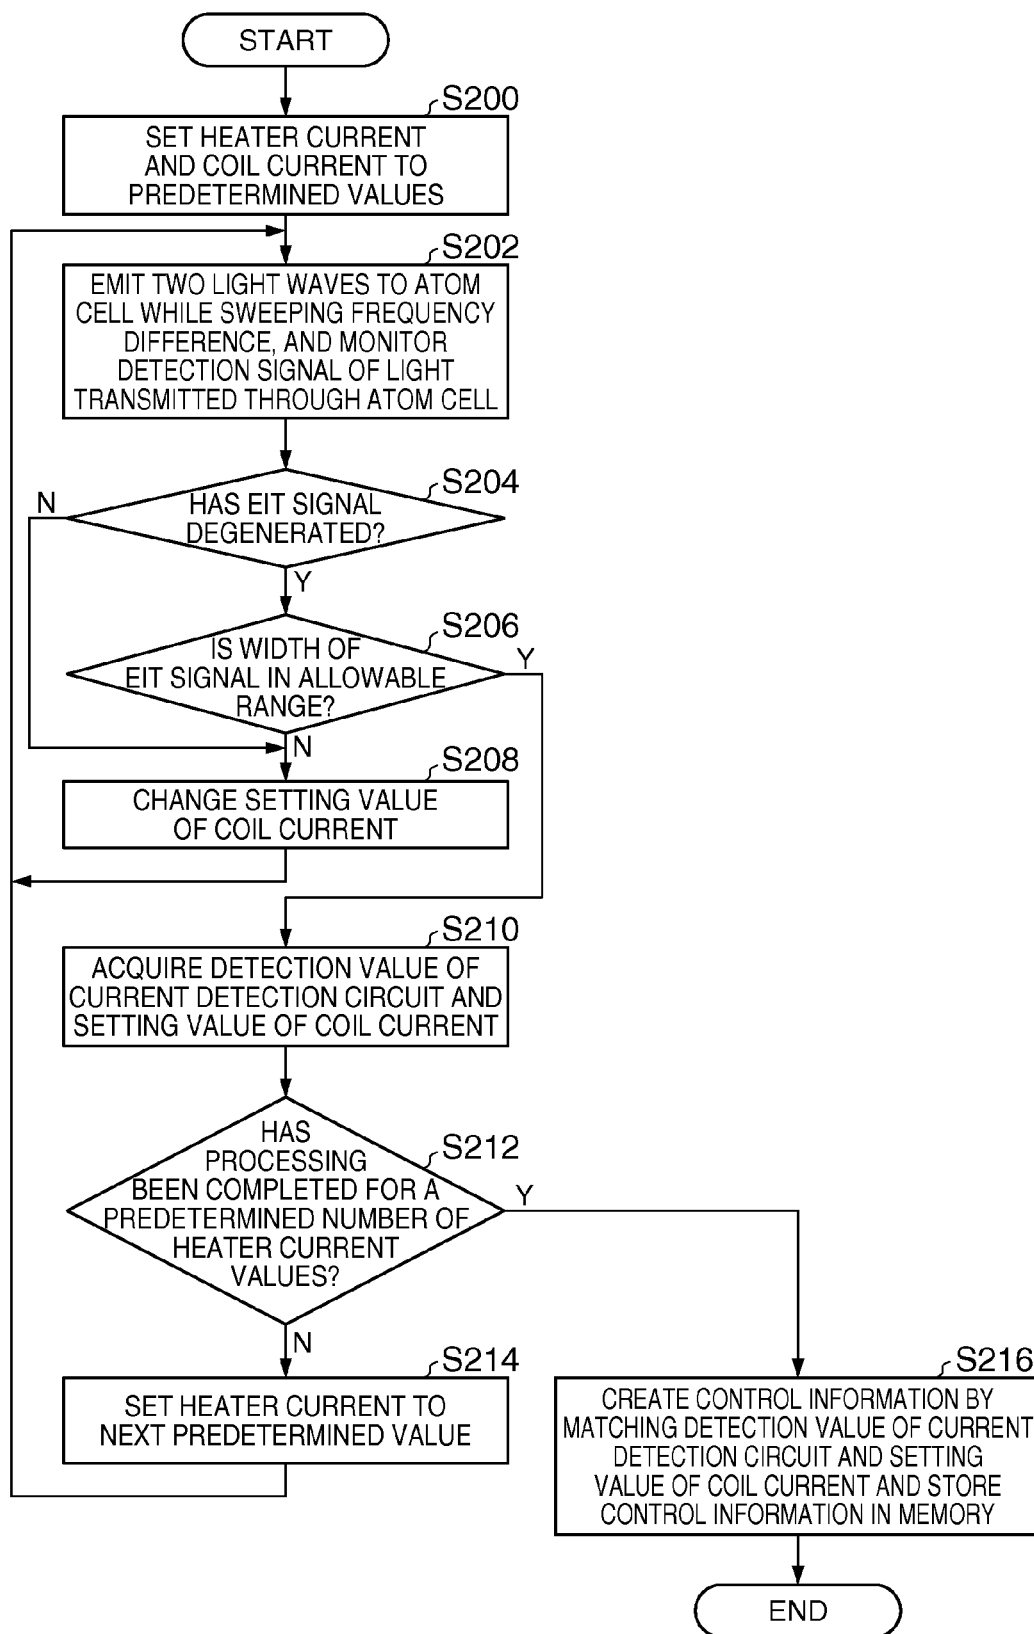 START
S200
SET HEATER CURRENT
AND COIL CURRENT TO
PREDETERMINED VALUES
S202
EMIT TWO LIGHT WAVES TO ATOM
CELL WHILE SWEEPING FREQUENCY
DIFFERENCE, AND MONITOR
DETECTION SIGNAL OF LIGHT
TRANSMITTED THROUGH ATOM CELL
S204
N
HAS EIT SIGNAL
DEGENERATED?
Y
S206
IS WIDTH OF
EIT SIGNAL IN ALLOWABLE
RANGE?
Y
N
S208
CHANGE SETTING VALUE
OF COIL CURRENT
S210
ACQUIRE DETECTION VALUE OF
CURRENT DETECTION CIRCUIT AND
SETTING VALUE OF COIL CURRENT
S212
HAS
PROCESSING
BEEN COMPLETED FOR A
PREDETERMINED NUMBER OF
HEATER CURRENT
VALUES?
Y
N
S214
SET HEATER CURRENT TO
NEXT PREDETERMINED VALUE
S216
CREATE CONTROL INFORMATION BY
MATCHING DETECTION VALUE OF CURRENT
DETECTION CIRCUIT AND SETTING
VALUE OF COIL CURRENT AND STORE
CONTROL INFORMATION IN MEMORY
END